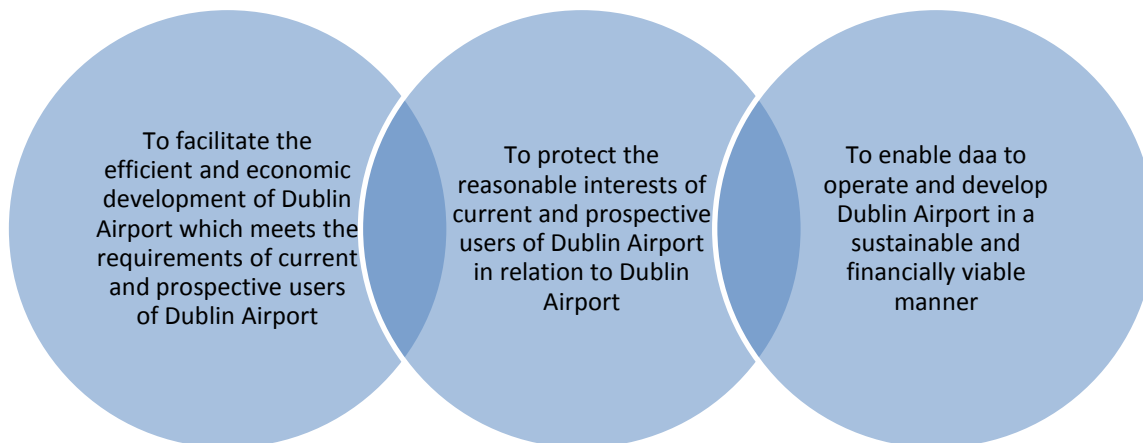 To facilitate the
efficient and economic
development of Dublin
Airport which meets the
requirements of current
and prospective users
of Dublin Airport
To protect the
reasonable interests of
current and prospective
users of Dublin Airport
in relation to Dublin
Airport
To enable daa to
operate and develop
Dublin Airport in a
sustainable and
financially viable
manner